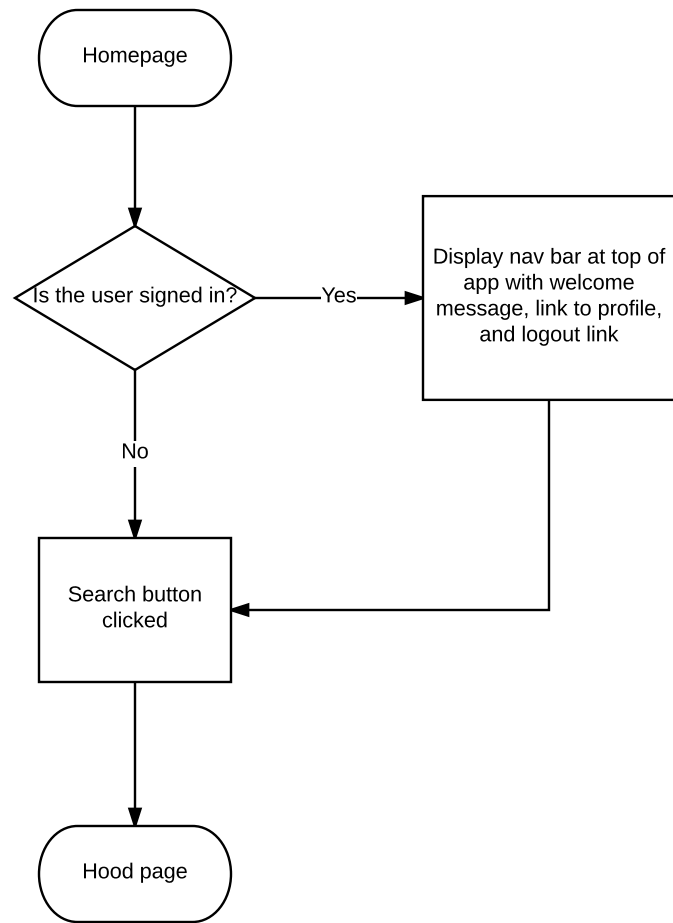 Homepage
Is the user signed in?
Yes
Display nav bar at top of
app with welcome
message, link to profile,
and logout link
No
Search button
clicked
Hood page